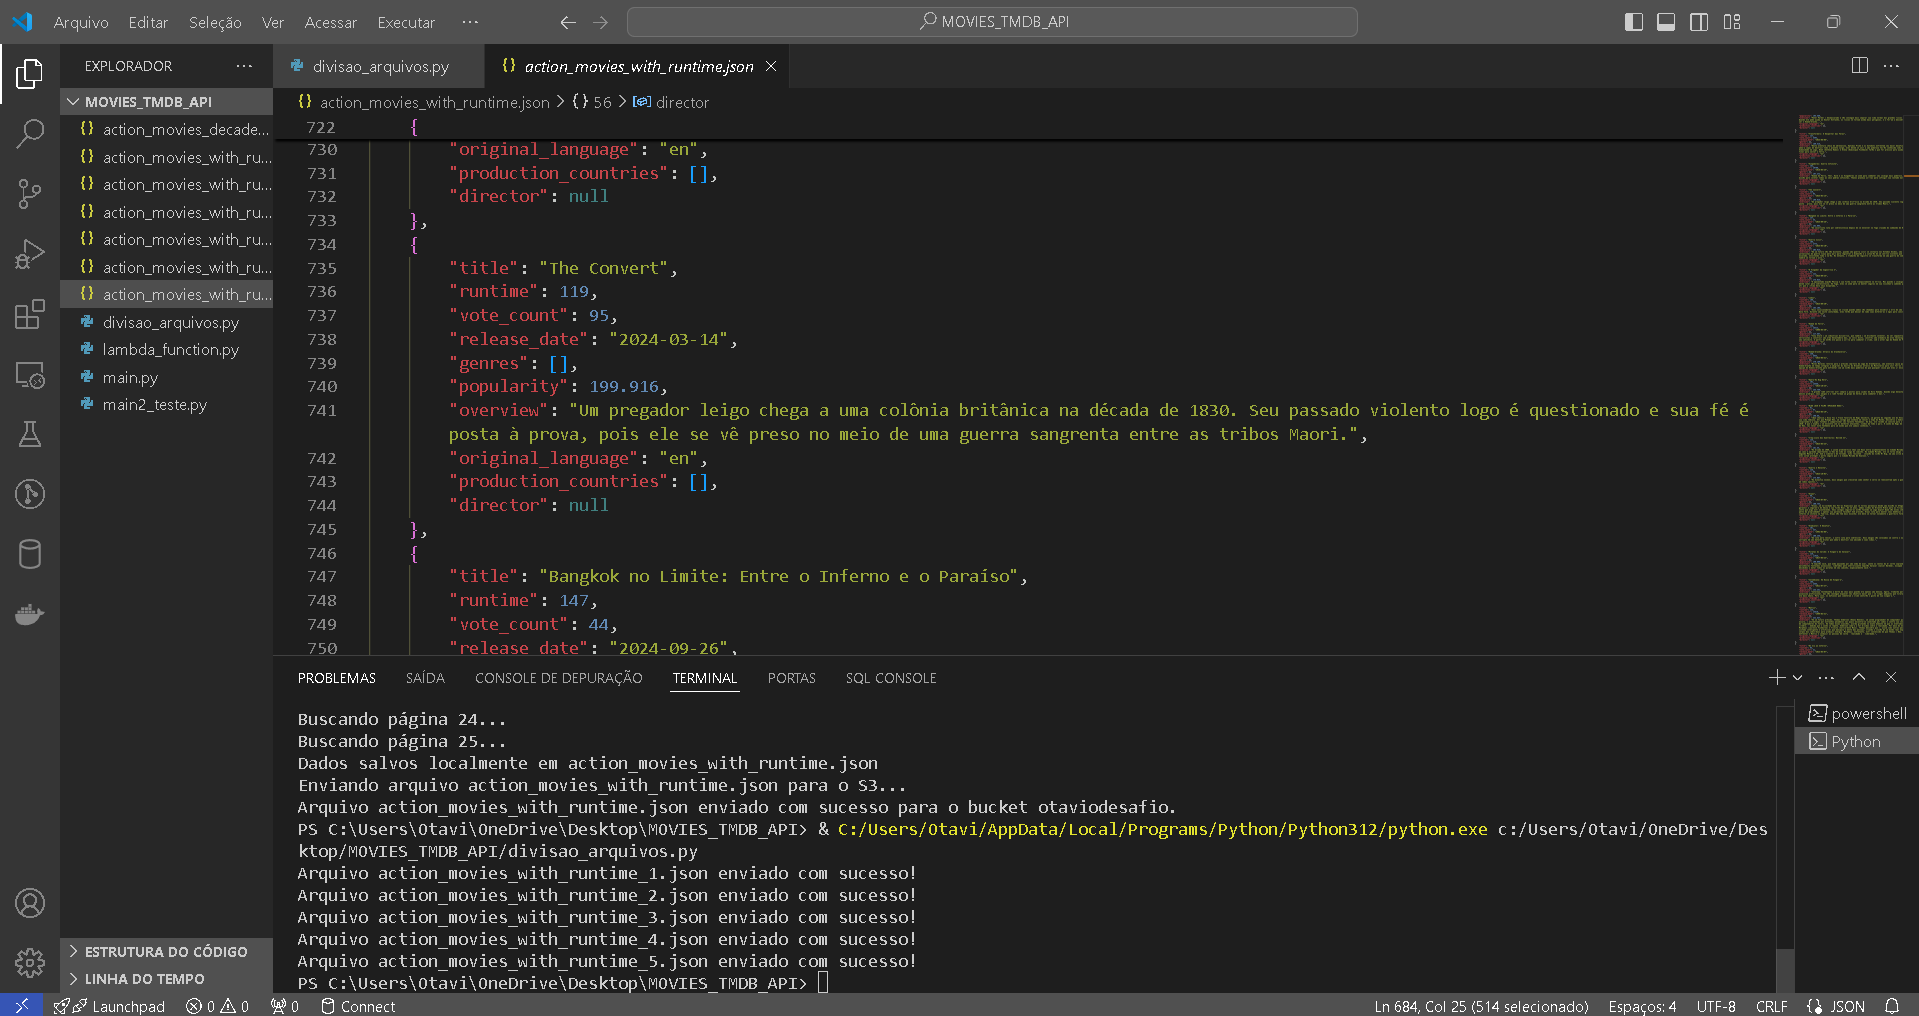 Arquivo Editar Seleção Ver Acessar Executar ···
MOVIES_TMDB_API
EXPLORADOR ···
MOVIES_TMDB_API
action_movies_decade...
action_movies_with_ru...
action_movies_with_ru...
action_movies_with_ru...
action_movies_with_ru...
action_movies_with_ru...
action_movies_with_ru...
divisao_arquivos.py
lambda_function.py
main.py
main2_teste.py
ESTRUTURA DO CÓDIGO
LINHA DO TEMPO
divisao_arquivos.py {} action_movies_with_runtime.json
{} action_movies_with_runtime.json > {} 56 > director
722 {
730 "original_language": "en",
731 "production_countries": [],
732 "director": null
733 },
734 {
735 "title": "The Convert",
736 "runtime": 119,
737 "vote_count": 95,
738 "release_date": "2024-03-14",
739 "genres": [],
740 "popularity": 199.916,
741 "overview": "Um pregador leigo chega a uma colônia britânica na década de 1830. Seu passado violento logo é questionado e sua fé é
posta à prova, pois ele se vê preso no meio de uma guerra sangrenta entre as tribos Maori.",
742 "original_language": "en",
743 "production_countries": [],
744 "director": null
745 },
746 {
747 "title": "Bangkok no Limite: Entre o Inferno e o Paraíso",
748 "runtime": 147,
749 "vote_count": 44,
750 "release_date": "2024-09-26",
PROBLEMAS SAÍDA CONSOLE DE DEPURAÇÃO TERMINAL PORTAS SQL CONSOLE
Buscando página 24...
Buscando página 25...
Dados salvos localmente em action_movies_with_runtime.json
Enviando arquivo action_movies_with_runtime.json para o S3...
Arquivo action_movies_with_runtime.json enviado com sucesso para o bucket otaviodesafio.
PS C:\Users\Otavi\OneDrive\Desktop\MOVIES_TMDB_API> & C:/Users/Otavi/AppData/Local/Programs/Python/Python312/python.exe c:/Users/Otavi/OneDrive/Des
ktop/MOVIES_TMDB_API/divisao_arquivos.py
Arquivo action_movies_with_runtime_1.json enviado com sucesso!
Arquivo action_movies_with_runtime_2.json enviado com sucesso!
Arquivo action_movies_with_runtime_3.json enviado com sucesso!
Arquivo action_movies_with_runtime_4.json enviado com sucesso!
Arquivo action_movies_with_runtime_5.json enviado com sucesso!
PS C:\Users\Otavi\OneDrive\Desktop\MOVIES_TMDB_API>
powershell
Python
Launchpad 0 0 0 Connect
Ln 684, Col 25 (514 selecionado) Espaços: 4 UTF-8 CRLF JSON